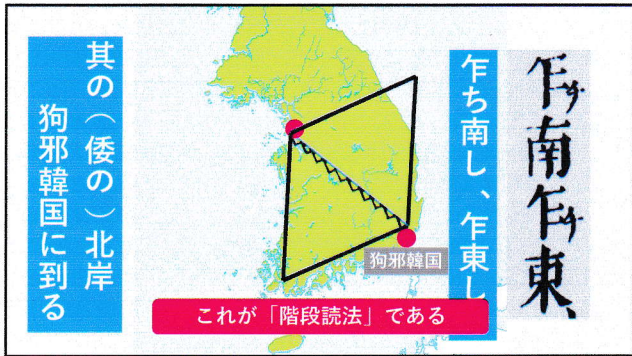 乍南乍東、
乍ち南し、乍東し
狗邪韓国
其の（倭の）北岸
狗邪韓国に到る
これが「階段読法」である